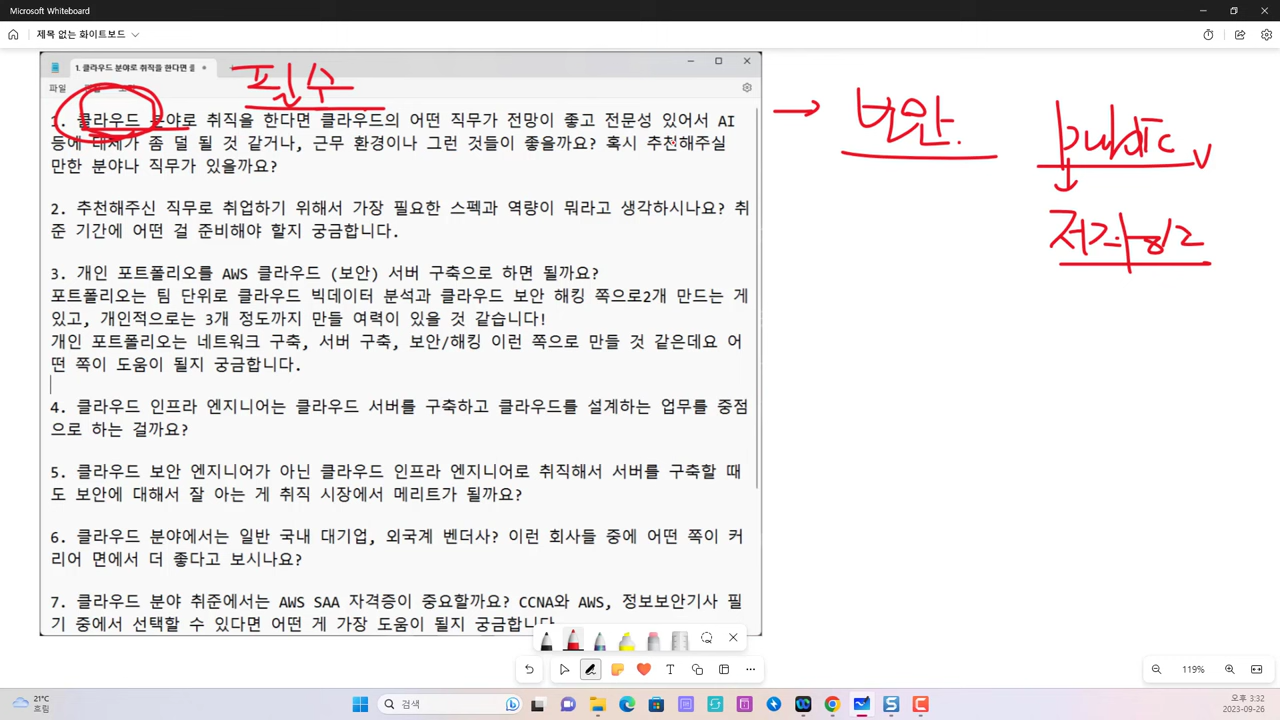 Microsoft Whiteboard
제목 없는 화이트보드
1. 클라우드 분야로 취직을 한다면 클
파일
필수
1. 클라우드 분야로 취직을 한다면 클라우드의 어떤 직무가 전망이 좋고 전문성 있어서 AI
등에 대체가 좀 덜 될 것 같거나, 근무 환경이나 그런 것들이 좋을까요? 혹시 추천해주실
만한 분야나 직무가 있을까요?
2. 추천해주신 직무로 취업하기 위해서 가장 필요한 스펙과 역량이 뭐라고 생각하시나요? 취
준 기간에 어떤 걸 준비해야 할지 궁금합니다.
3. 개인 포트폴리오를 AWS 클라우드 (보안) 서버 구축으로 하면 될까요?
포트폴리오는 팀 단위로 클라우드 빅데이터 분석과 클라우드 보안 해킹 쪽으로2개 만드는 게
있고, 개인적으로는 3개 정도까지 만들 여력이 있을 것 같습니다!
개인 포트폴리오는 네트워크 구축, 서버 구축, 보안/해킹 이런 쪽으로 만들 것 같은데요 어
떤 쪽이 도움이 될지 궁금합니다.
4. 클라우드 인프라 엔지니어는 클라우드 서버를 구축하고 클라우드를 설계하는 업무를 중점
으로 하는 걸까요?
5. 클라우드 보안 엔지니어가 아닌 클라우드 인프라 엔지니어로 취직해서 서버를 구축할 때
도 보안에 대해서 잘 아는 게 취직 시장에서 메리트가 될까요?
6. 클라우드 분야에서는 일반 국내 대기업, 외국계 벤더사? 이런 회사들 중에 어떤 쪽이 커
리어 면에서 더 좋다고 보시나요?
7. 클라우드 분야 취준에서는 AWS SAA 자격증이 중요할까요? CCNA와 AWS, 정보보안기사 필
기 중에서 선택할 수 있다면 어떤 게 가장 도움이 될지 궁금합니다
보안
public
119%
21°C
흐림
검색
오후 3:32
2023-09-26